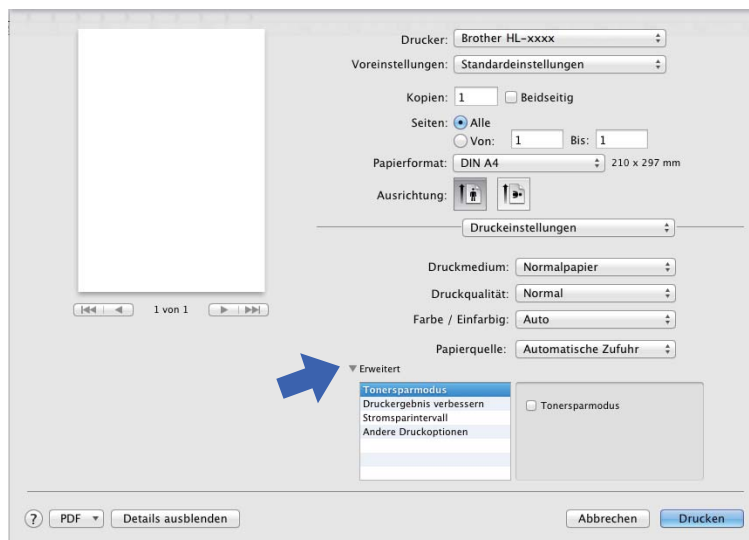 Drucker: Brother HL-xxxx
Voreinstellungen: Standardeinstellungen
Kopien: 1 Beidseitig
Seiten: Alle
Von: 1 Bis: 1
Papierformat: DIN A4 210 x 297 mm
Ausrichtung:
Druckeinstellungen
Druckmedium: Normalpapier
Druckqualität: Normal
1 von 1
Farbe / Einfarbig: Auto
Papierquelle: Automatische Zufuhr
Erweitert
Tonersparmodus
Druckergebnis verbessern
Stromsparintervall
Andere Druckoptionen
Tonersparmodus
? PDF Details ausblenden Abbrechen Drucken